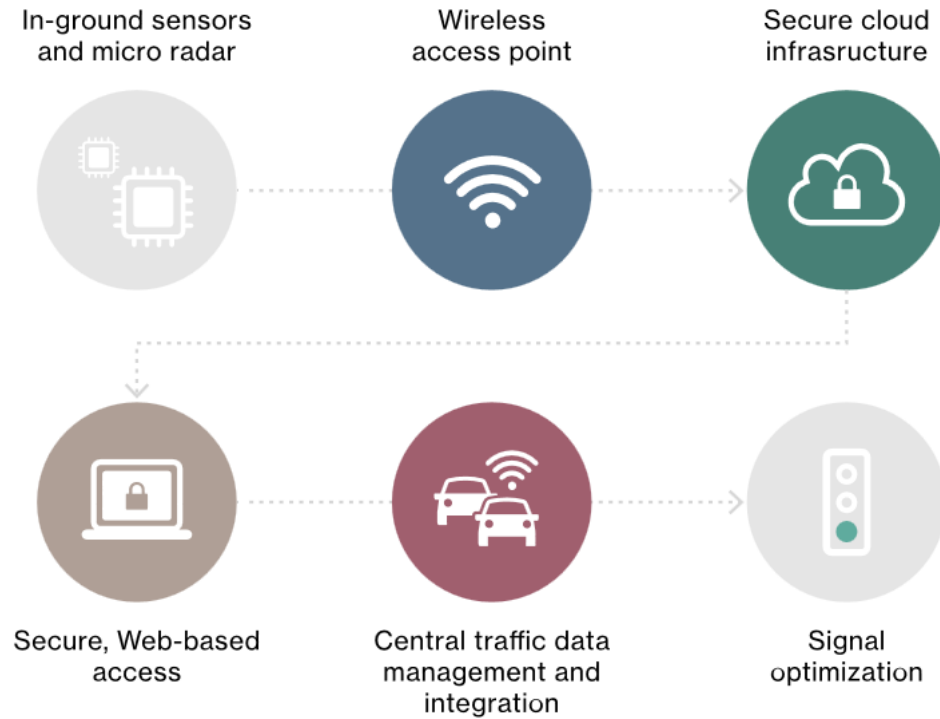 In-ground sensors
and micro radar
Wireless
access point
Secure cloud
infrasructure
Secure, Web-based
access
Central traffic data
management and
integration
Signal
optimization